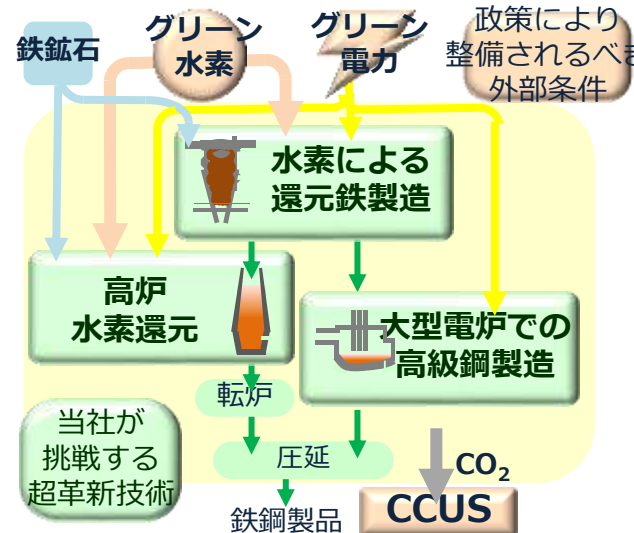 鉄鉱石
グリーン
水素
グリーン
電力
政策により
整備されるべき
外部条件
水素による
還元鉄製造
高炉
水素還元
大型電炉での
高級鋼製造
転炉
当社が
挑戦する
超革新技術
圧延
CO₂
CCUS
鉄鋼製品